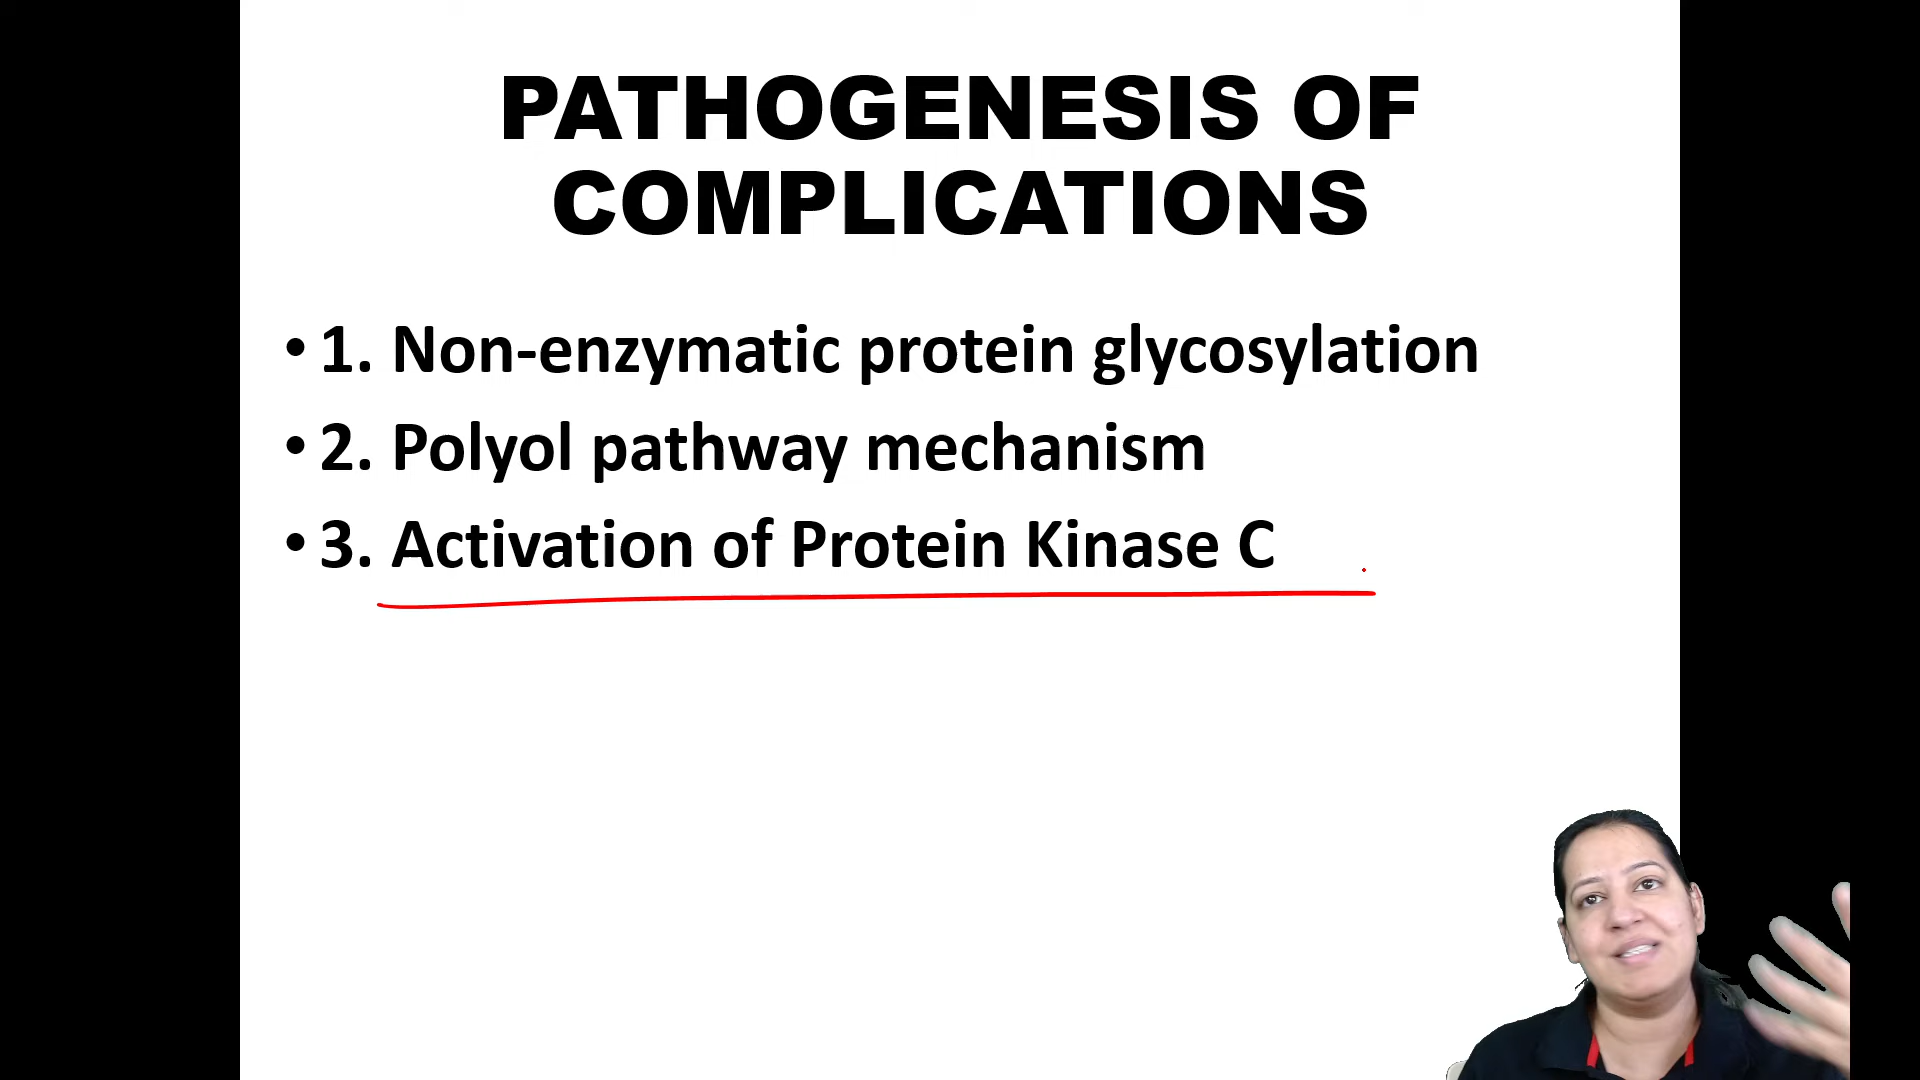 PATHOGENESIS OF
COMPLICATIONS
• 1. Non-enzymatic protein glycosylation
• 2. Polyol pathway mechanism
• 3. Activation of Protein Kinase C